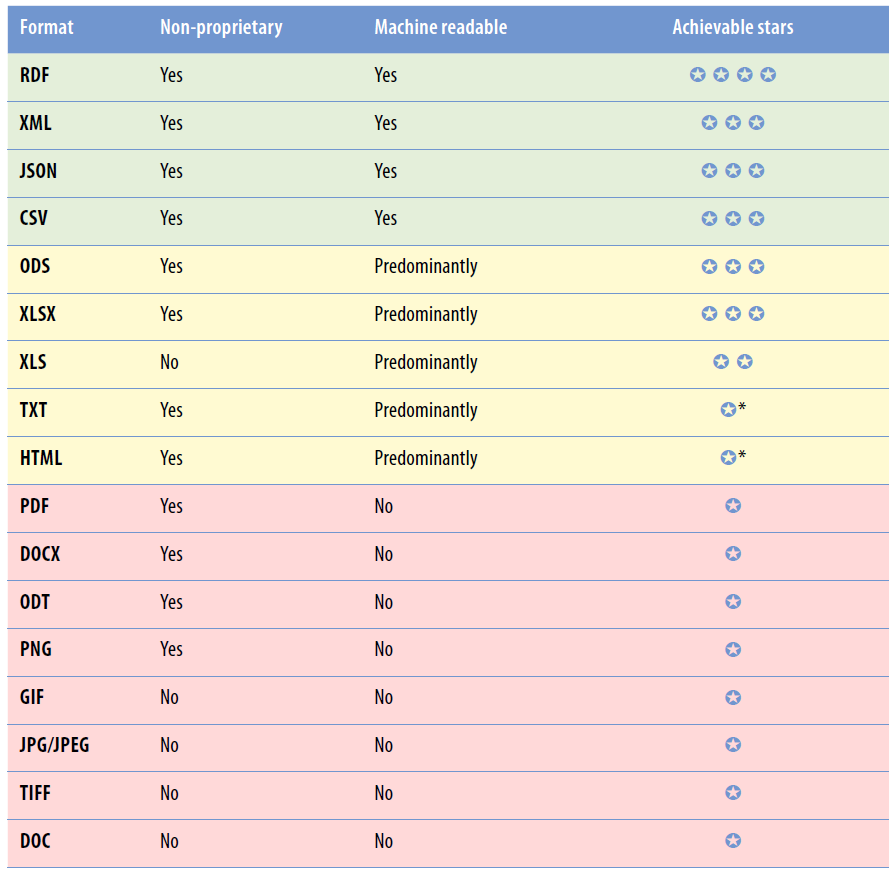 Format Non-proprietary Machine readable Achievable stars
RDF Yes Yes ✪ ✪ ✪ ✪
XML Yes Yes ✪ ✪ ✪
JSON Yes Yes ✪ ✪ ✪
CSV Yes Yes ✪ ✪ ✪
ODS Yes Predominantly ✪ ✪ ✪
XLSX Yes Predominantly ✪ ✪ ✪
XLS No Predominantly ✪ ✪
TXT Yes Predominantly ✪*
HTML Yes Predominantly ✪*
PDF Yes No ✪
DOCX Yes No ✪
ODT Yes No ✪
PNG Yes No ✪
GIF No No ✪
JPG/JPEG No No ✪
TIFF No No ✪
DOC No No ✪